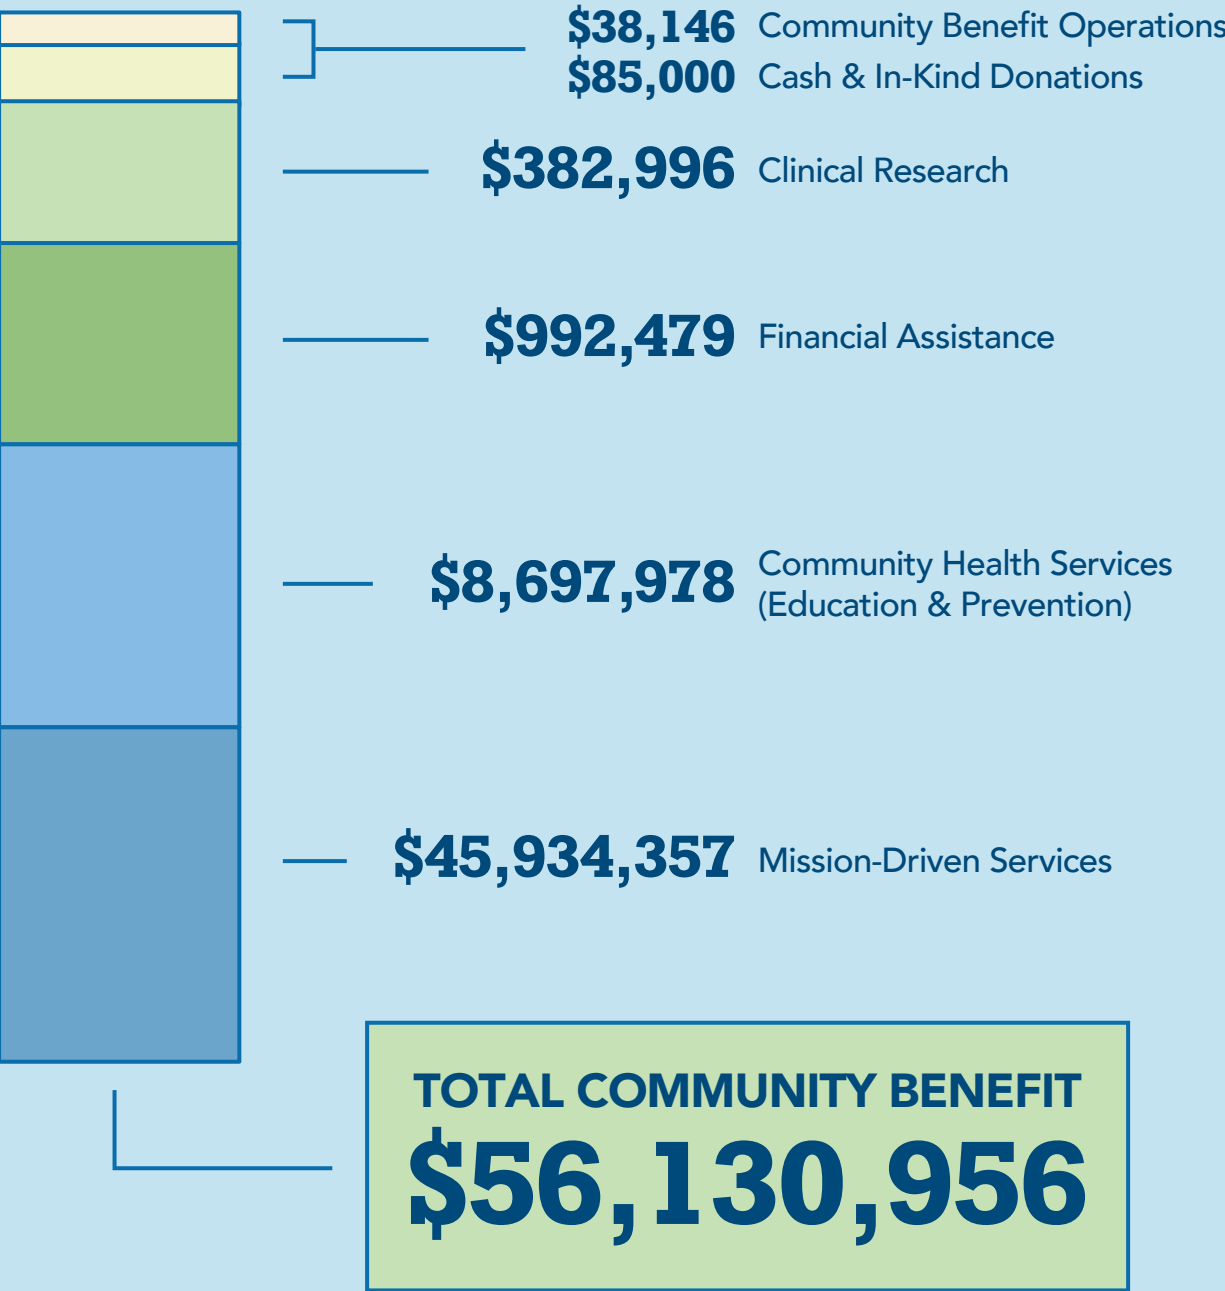 $38,146 Community Benefit Operations
$85,000 Cash & In-Kind Donations
$382,996 Clinical Research
$992,479 Financial Assistance
$8,697,978 Community Health Services
(Education & Prevention)
$45,934,357 Mission-Driven Services
TOTAL COMMUNITY BENEFIT
$56,130,956